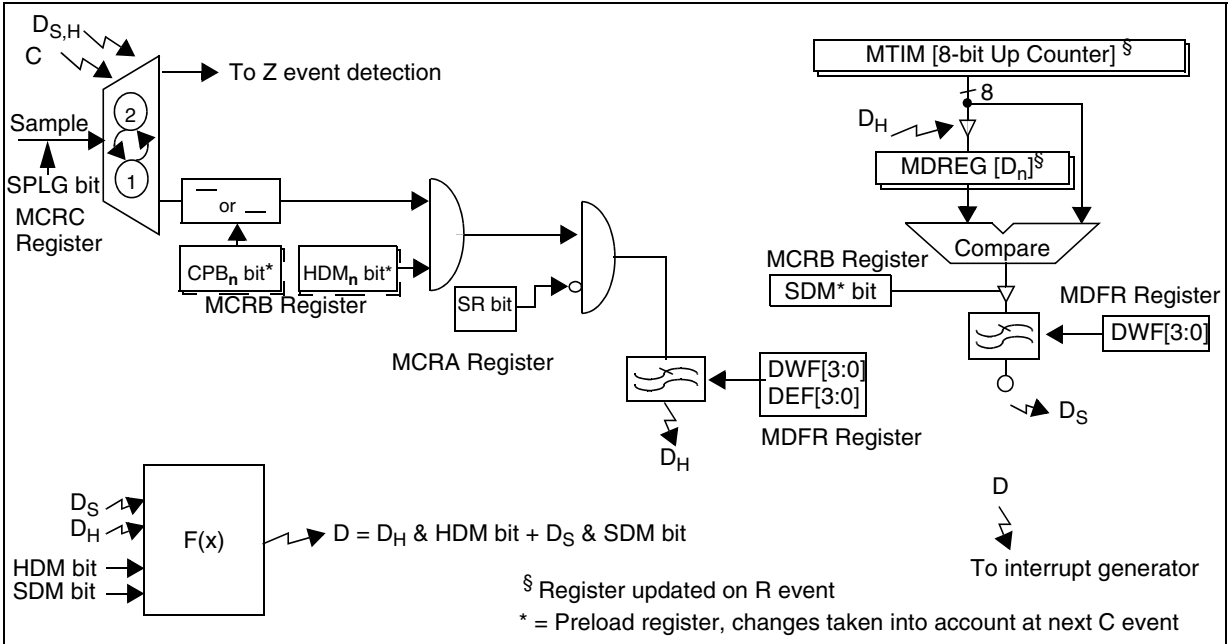 D_S,H
C
To Z event detection
2
Sample
1
SPLG bit
MCRC
Register
or
CPB_n bit*
HDM_n bit*
MCRB Register
SR bit
MCRA Register
DWF[3:0]
DEF[3:0]
MDFR Register
D_H
MTIM [8-bit Up Counter] §
8
D_H
MDREG [D_n]§
Compare
MCRB Register
SDM* bit
MDFR Register
DWF[3:0]
D_S
D
To interrupt generator
D_S
D_H
HDM bit
SDM bit
F(x)
D = D_H & HDM bit + D_S & SDM bit
§ Register updated on R event
* = Preload register, changes taken into account at next C event